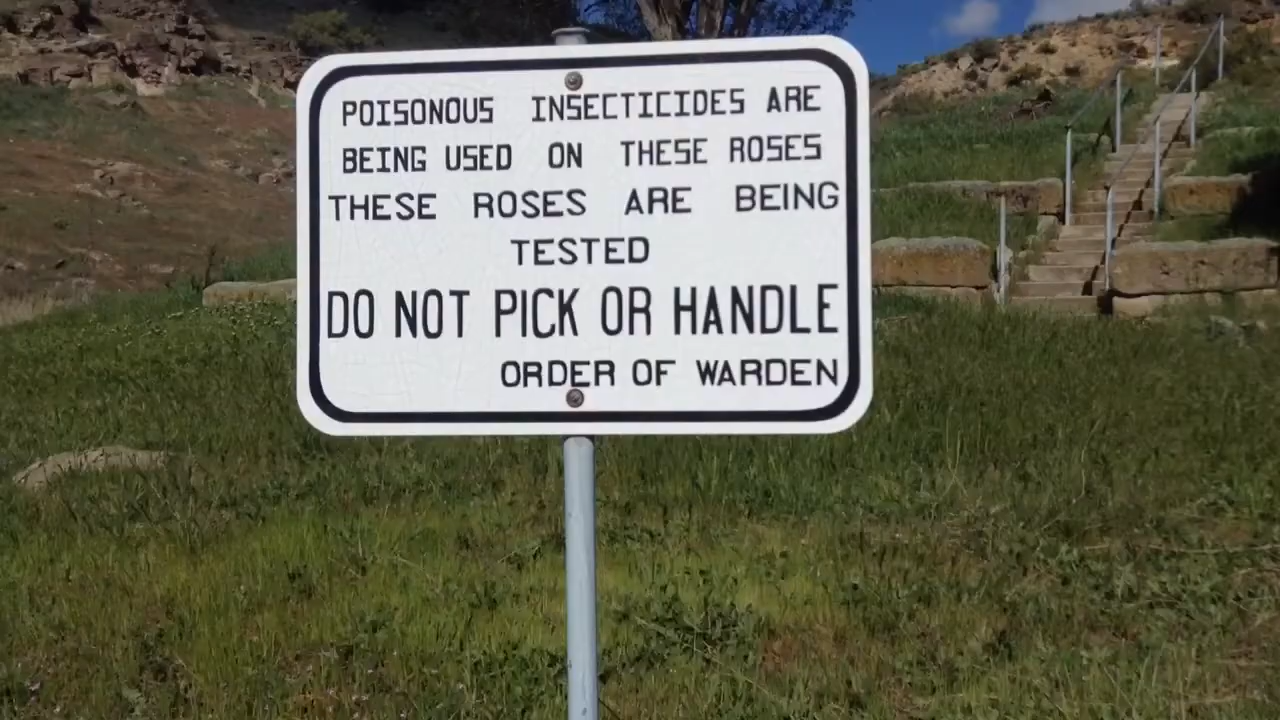 POISONOUS INSECTICIDES ARE
BEING USED ON THESE ROSES
THESE ROSES ARE BEING
TESTED
DO NOT PICK OR HANDLE
ORDER OF WARDEN